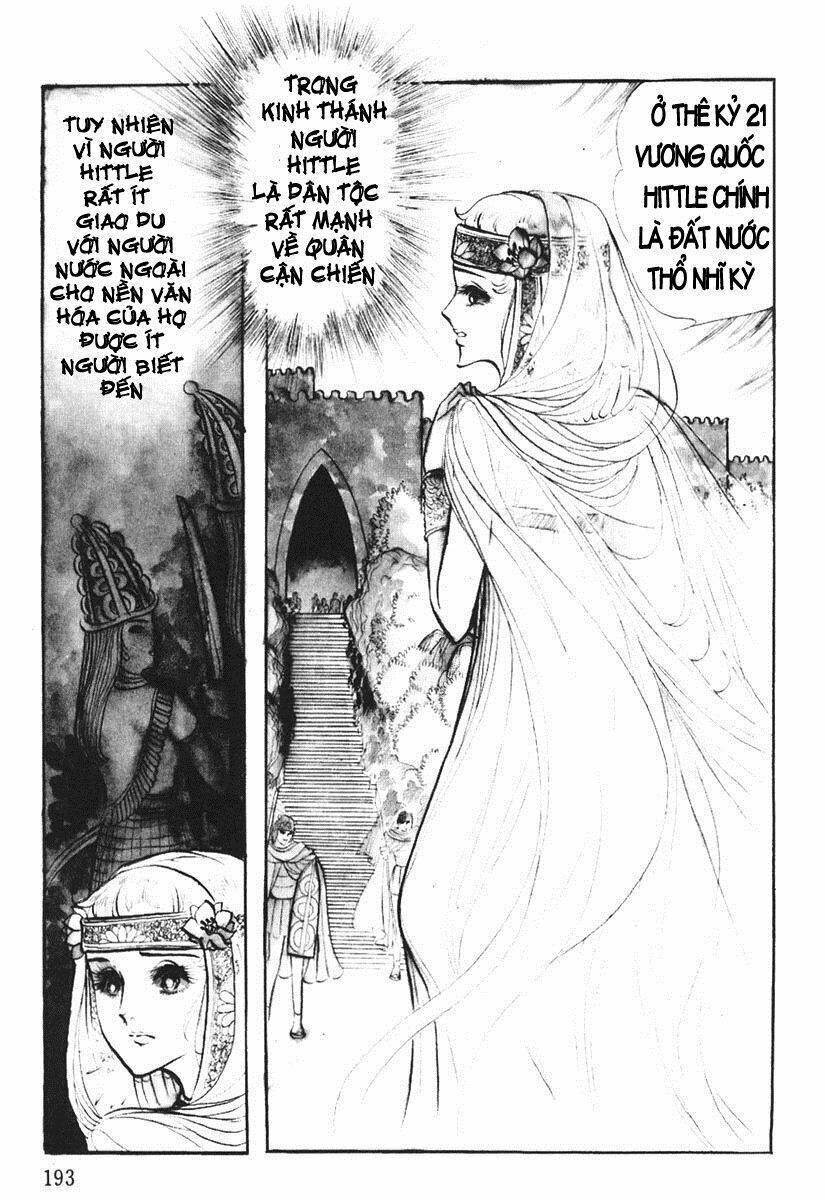 Ở THÊ KỶ 21
VƯƠNG QUỐC
HITTLE CHÍNH
LÀ ĐẤT NƯỚC
THỔ NHĨ KỲ
TRONG
KINH THÁNH
NGƯỜI
HITTLE
LÀ DÂN TỘC
RẤT MẠNH
VỀ QUÂN
CẬN CHIẾN
TUY NHIÊN
VÌ NGƯỜI
HITTLE
RẤT ÍT
GIAO DU
VỚI NGƯỜI
NƯỚC NGOÀI
CHO NỀN VĂN
HÓA CỦA HỌ
ĐƯỢC ÍT
NGƯỜI BIẾT
ĐẾN
193